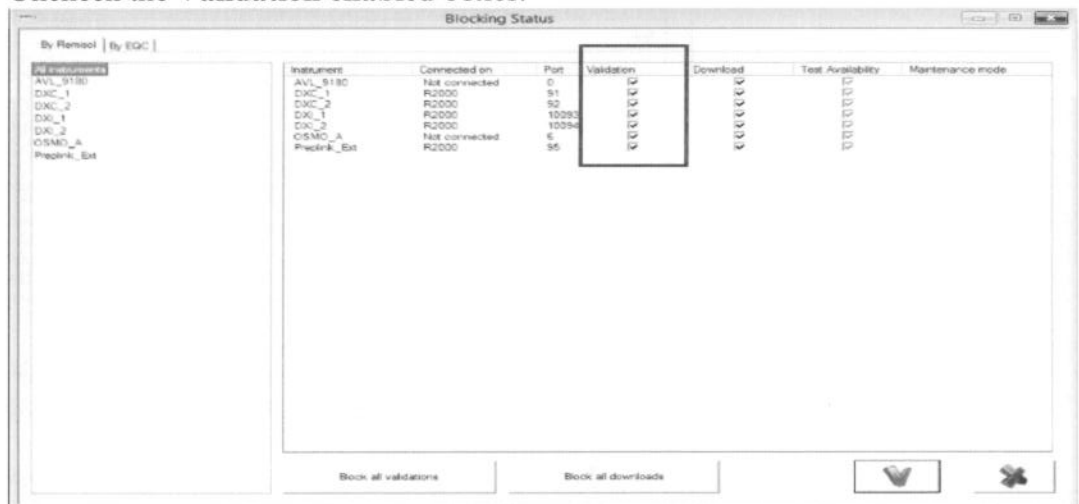 Blocking Status
By Remisol By EQC
All instruments
AVL_9180
DXC_1
DXC_2
DXI_1
DXI_2
OSMO_A
Preplink_Ext
Instrument Connected on Port Validation Download Test Availability Maintenance mode
AVL_9180 Not connected 0
DXC_1 R2000 91
DXC_2 R2000 92
DXI_1 R2000 10093
DXI_2 R2000 10094
OSMO_A Not connected 6
Preplink_Ext R2000 95
Block all validations Block all downloads